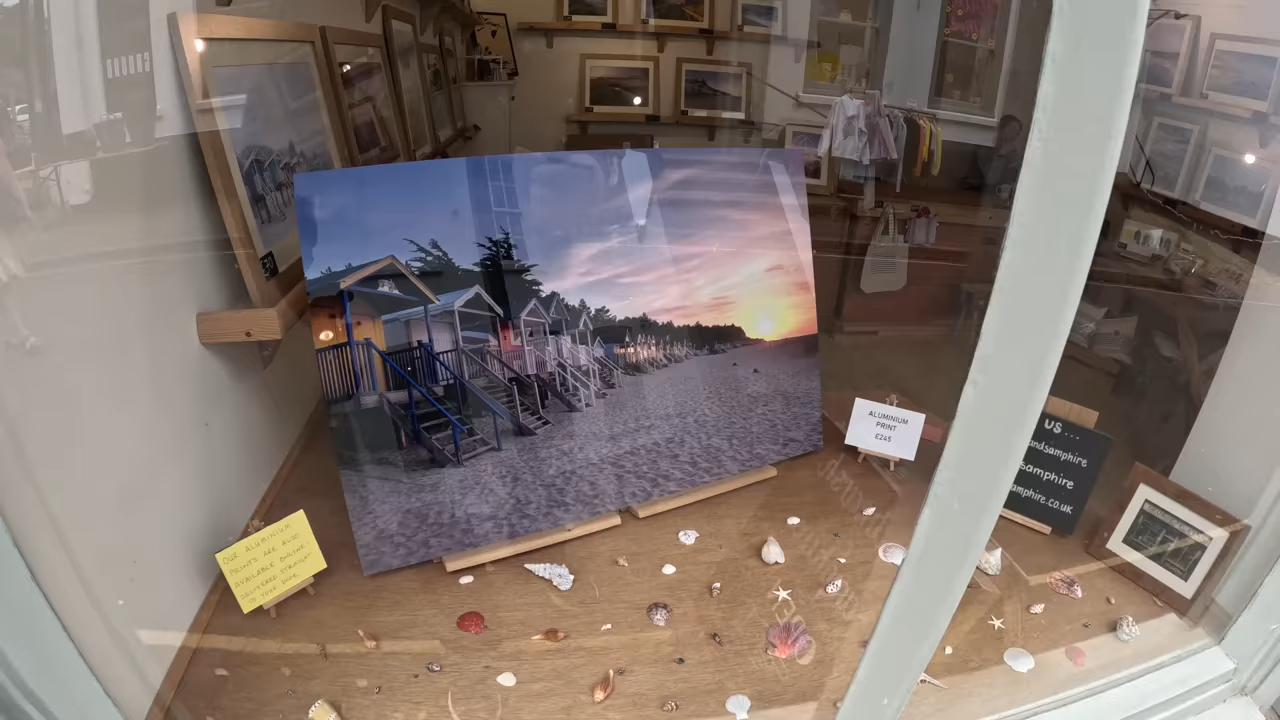 ALUMINIUM
PRINT
£245
US...
andsamphire
samphire
amphire.co.uk
OUR ALUMINIUM
PRINTS ARE ALSO
AVAILABLE ONLINE
DELIVERED STRAIGHT
TO YOUR DOOR